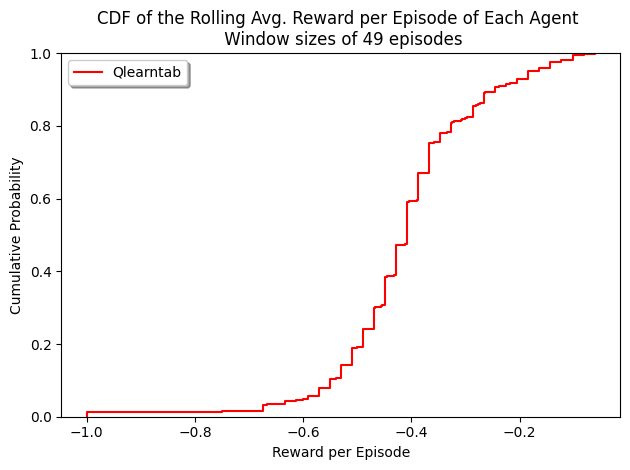 CDF of the Rolling Avg. Reward per Episode of Each Agent
Window sizes of 49 episodes
Qlearntab
Cumulative Probability
1.0
0.8
0.6
0.4
0.2
0.0
−1.0
−0.8
−0.6
−0.4
−0.2
Reward per Episode